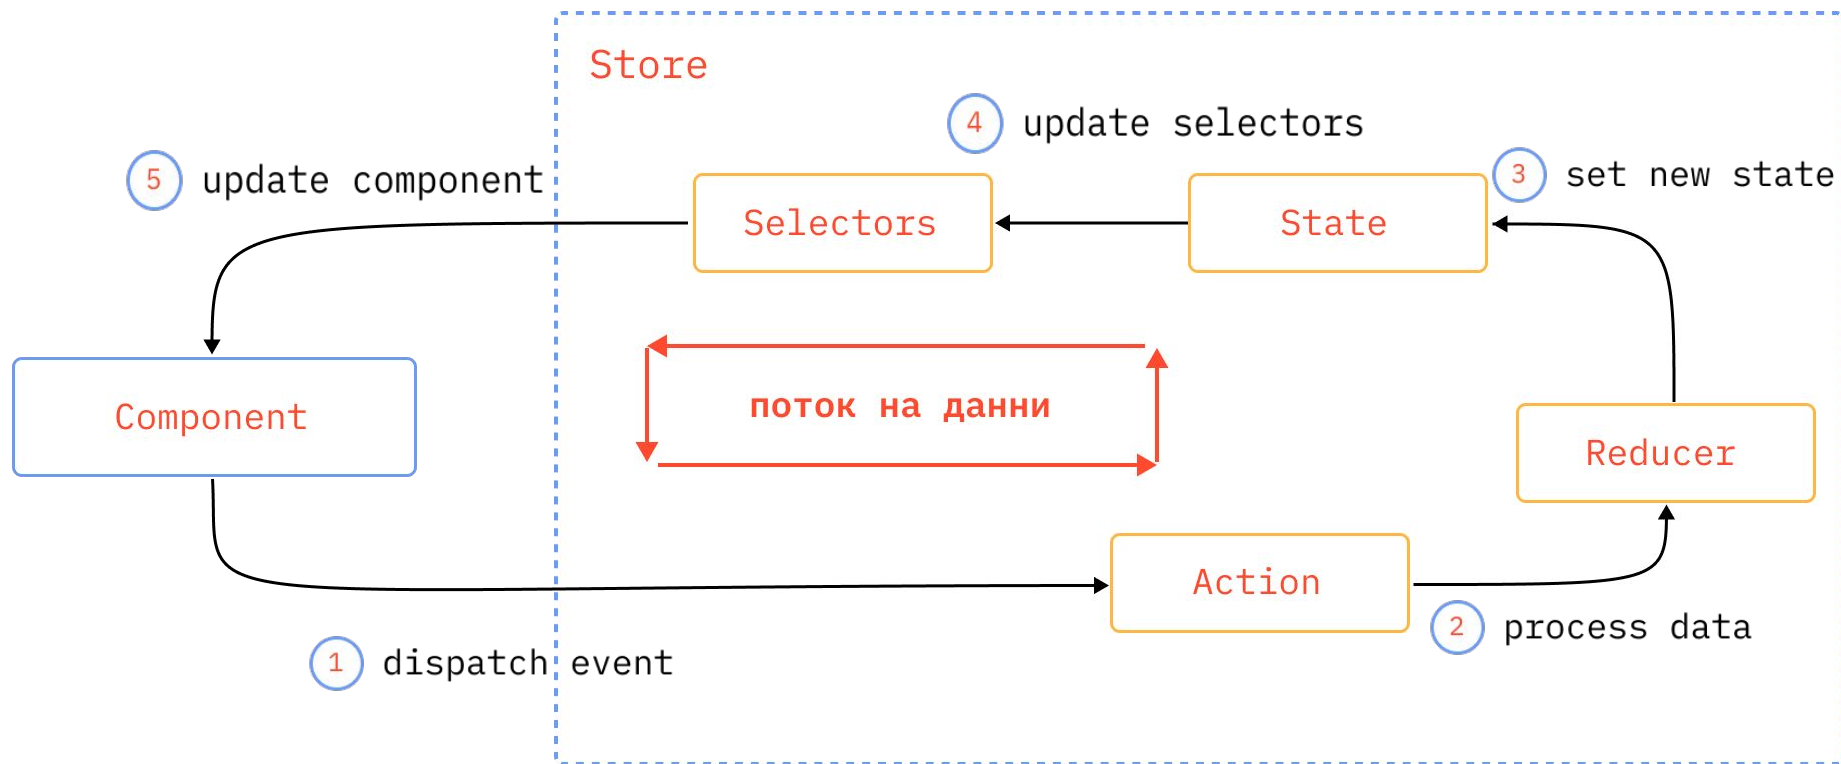 Store
4 update selectors
5 update component
3 set new state
Selectors
State
поток на данни
Component
Reducer
Action
2 process data
1 dispatch event